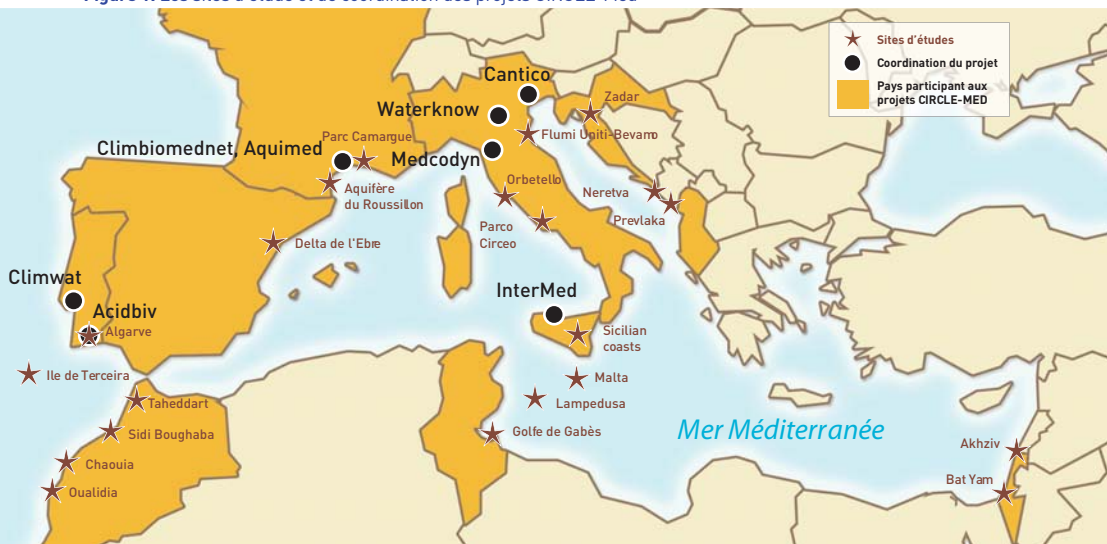 Sites d'études
Coordination du projet
Pays participant aux
projets CIRCLE-MED
Cantico
Zadar
Waterknow
Flumi Uniti-Bevamo
Parc Camargue
Climbiomednet, Aquimed
Medcodyn
Orbetello
Neretva
Aquifère
du Roussillon
Prevlaka
Parco
Circeo
Delta de l'Ebre
Climwat
InterMed
Acidbiv
Algarve
Sicilian
coasts
Ile de Terceira
Malta
Taheddart
Lampedusa
Mer Méditerranée
Sidi Boughaba
Golfe de Gabès
Akhziv
Chaouia
Bat Yam
Oualidia